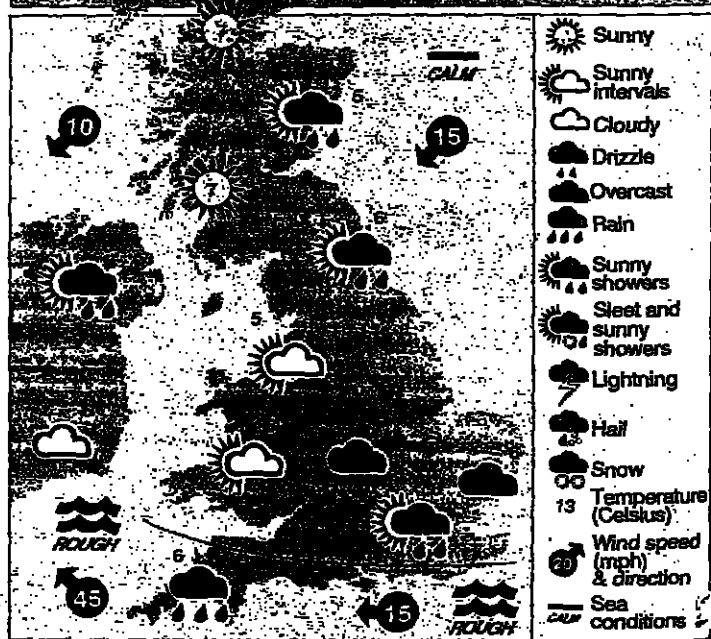 7
5
CALM
10
15
7
6
5
ROUGH
6
45
15
ROUGH
Sunny
Sunny
intervals
Cloudy
Drizzle
Overcast
Rain
Sunny
showers
Sleet and
sunny
showers
Lightning
Hail
Snow
13 Temperature
(Celsius)
20 Wind speed
(mph)
& direction
CALM Sea
conditions